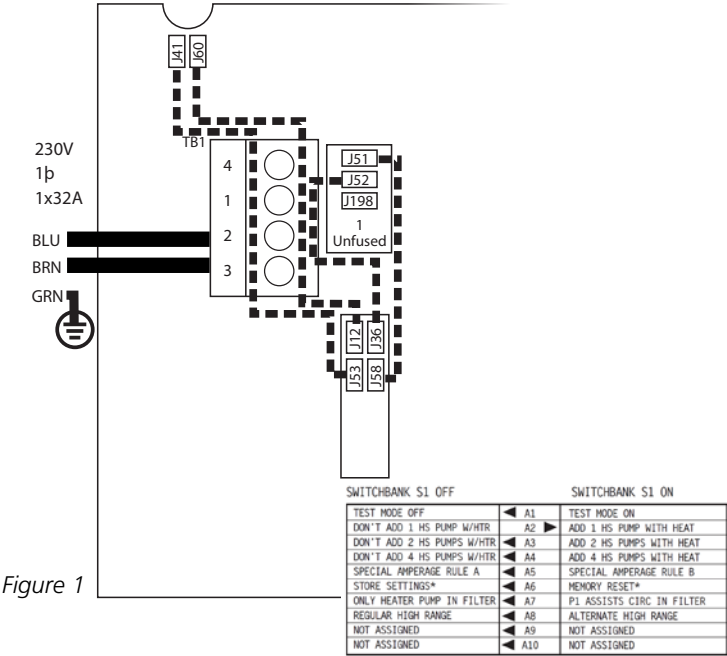 J41
J60
TB1
230V
1þ
1x32A
4
1
2
3
BLU
BRN
GRN
J51
J52
J198
1
Unfused
J12
J36
J53
J58
Figure 1
SWITCHBANK S1 OFF SWITCHBANK S1 ON
TEST MODE OFF ◀ A1 TEST MODE ON
DON'T ADD 1 HS PUMP W/HTR A2 ▶ ADD 1 HS PUMP WITH HEAT
DON'T ADD 2 HS PUMPS W/HTR ◀ A3 ADD 2 HS PUMPS WITH HEAT
DON'T ADD 4 HS PUMPS W/HTR ◀ A4 ADD 4 HS PUMPS WITH HEAT
SPECIAL AMPERAGE RULE A ◀ A5 SPECIAL AMPERAGE RULE B
STORE SETTINGS* ◀ A6 MEMORY RESET*
ONLY HEATER PUMP IN FILTER ◀ A7 P1 ASSISTS CIRC IN FILTER
REGULAR HIGH RANGE ◀ A8 ALTERNATE HIGH RANGE
NOT ASSIGNED ◀ A9 NOT ASSIGNED
NOT ASSIGNED ◀ A10 NOT ASSIGNED